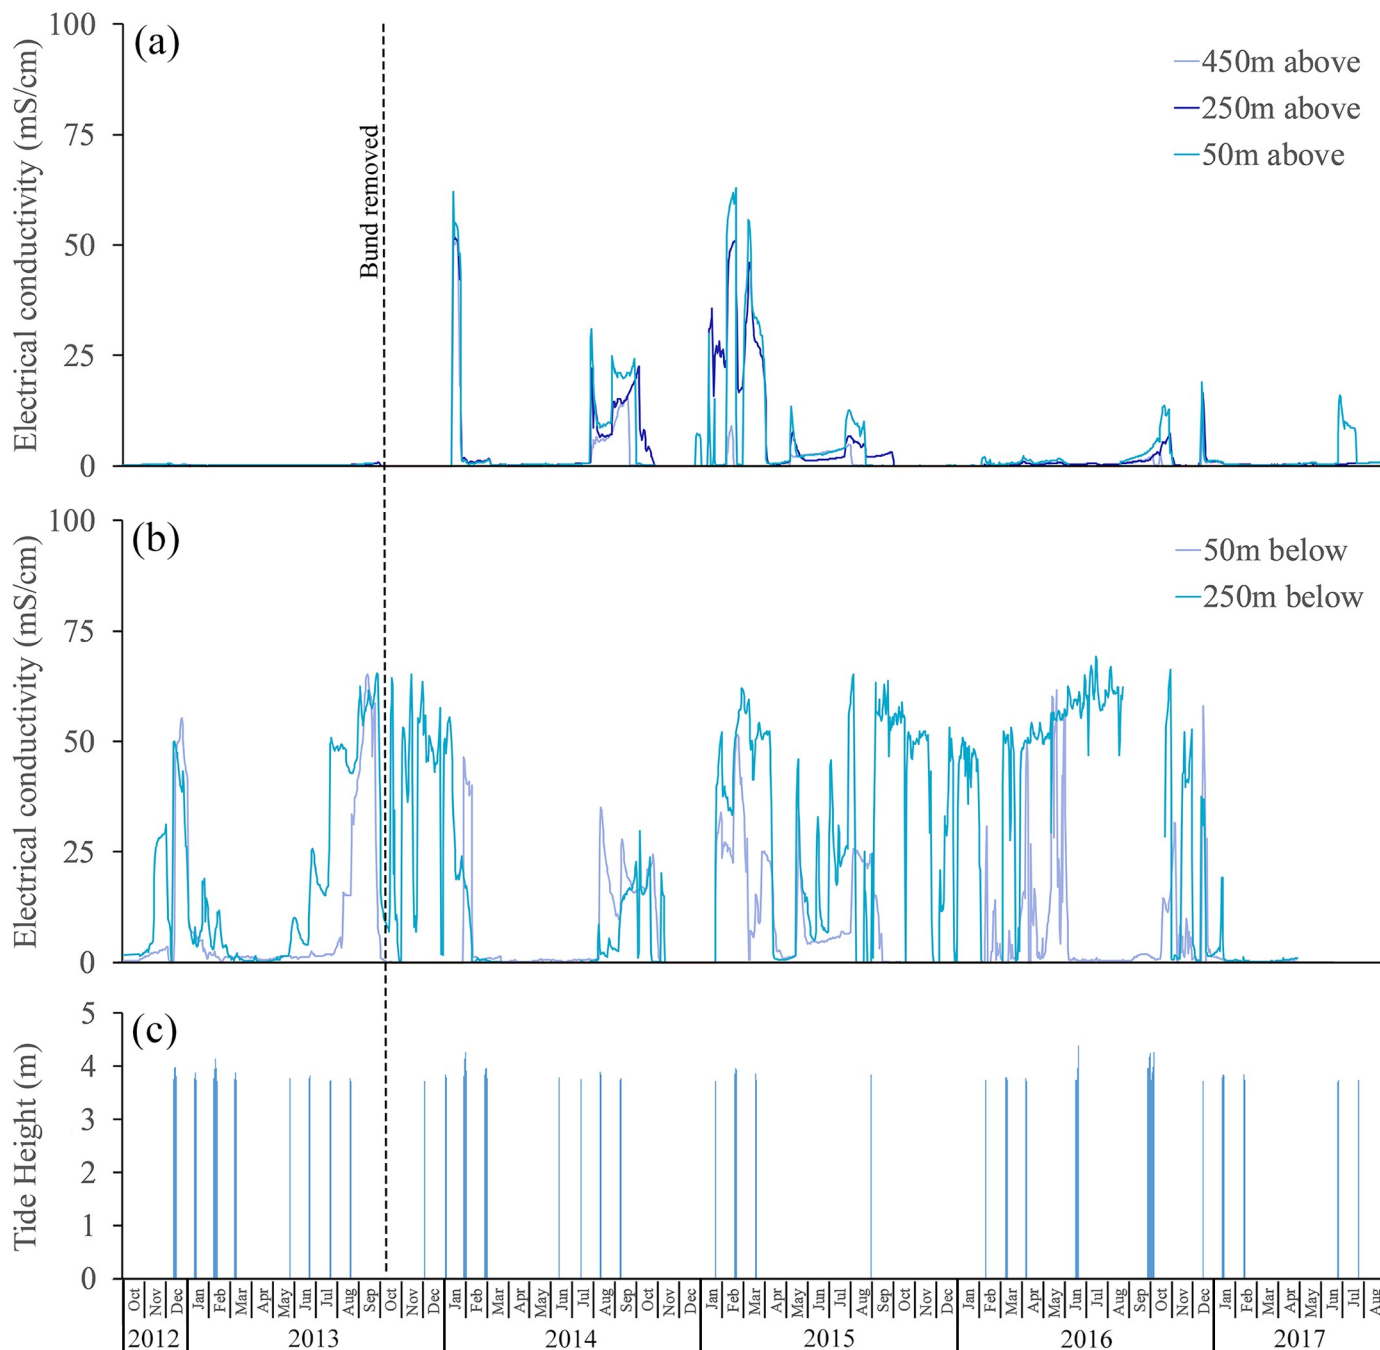 100
75
50
25
0
Electrical conductivity (mS/cm)
(a)
Bund removed
450m above
250m above
50m above
100
75
50
25
0
Electrical conductivity (mS/cm)
(b)
50m below
250m below
5
4
3
2
1
0
Tide Height (m)
(c)
Oct Nov Dec Jan Feb Mar Apr May Jun Jul Aug Sep Oct Nov Dec Jan Feb Mar Apr May Jun Jul Aug Sep Oct Nov Dec Jan Feb Mar Apr May Jun Jul Aug Sep Oct Nov Dec Jan Feb Mar Apr May Jun Jul Aug Sep Oct Nov Dec Jan Feb Mar Apr May Jun Jul Aug
2012 2013 2014 2015 2016 2017